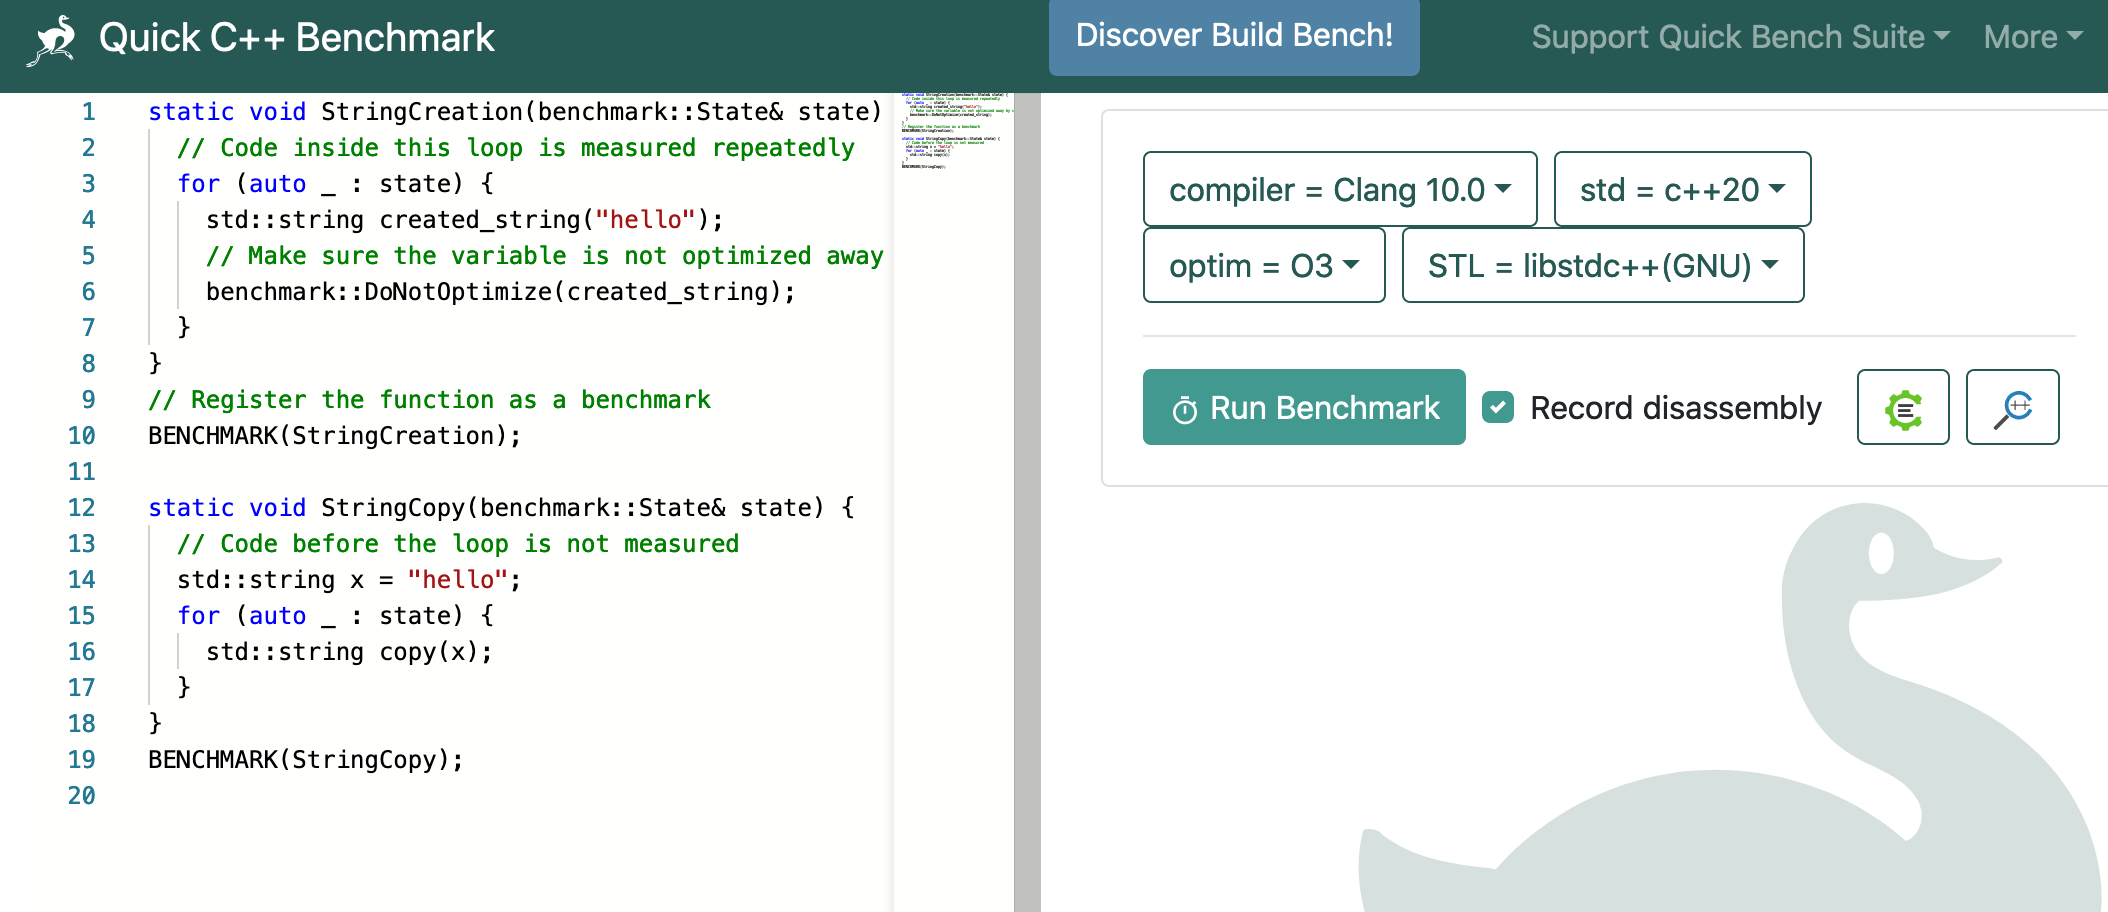 Quick C++ Benchmark
Discover Build Bench!
Support Quick Bench Suite
More
1 static void StringCreation(benchmark::State& state)
2 // Code inside this loop is measured repeatedly
3 for (auto _ : state) {
4 std::string created_string("hello");
5 // Make sure the variable is not optimized away
6 benchmark::DoNotOptimize(created_string);
7 }
8 }
9 // Register the function as a benchmark
10 BENCHMARK(StringCreation);
11
12 static void StringCopy(benchmark::State& state) {
13 // Code before the loop is not measured
14 std::string x = "hello";
15 for (auto _ : state) {
16 std::string copy(x);
17 }
18 }
19 BENCHMARK(StringCopy);
20
compiler = Clang 10.0
std = c++20
optim = O3
STL = libstdc++(GNU)
Run Benchmark
Record disassembly